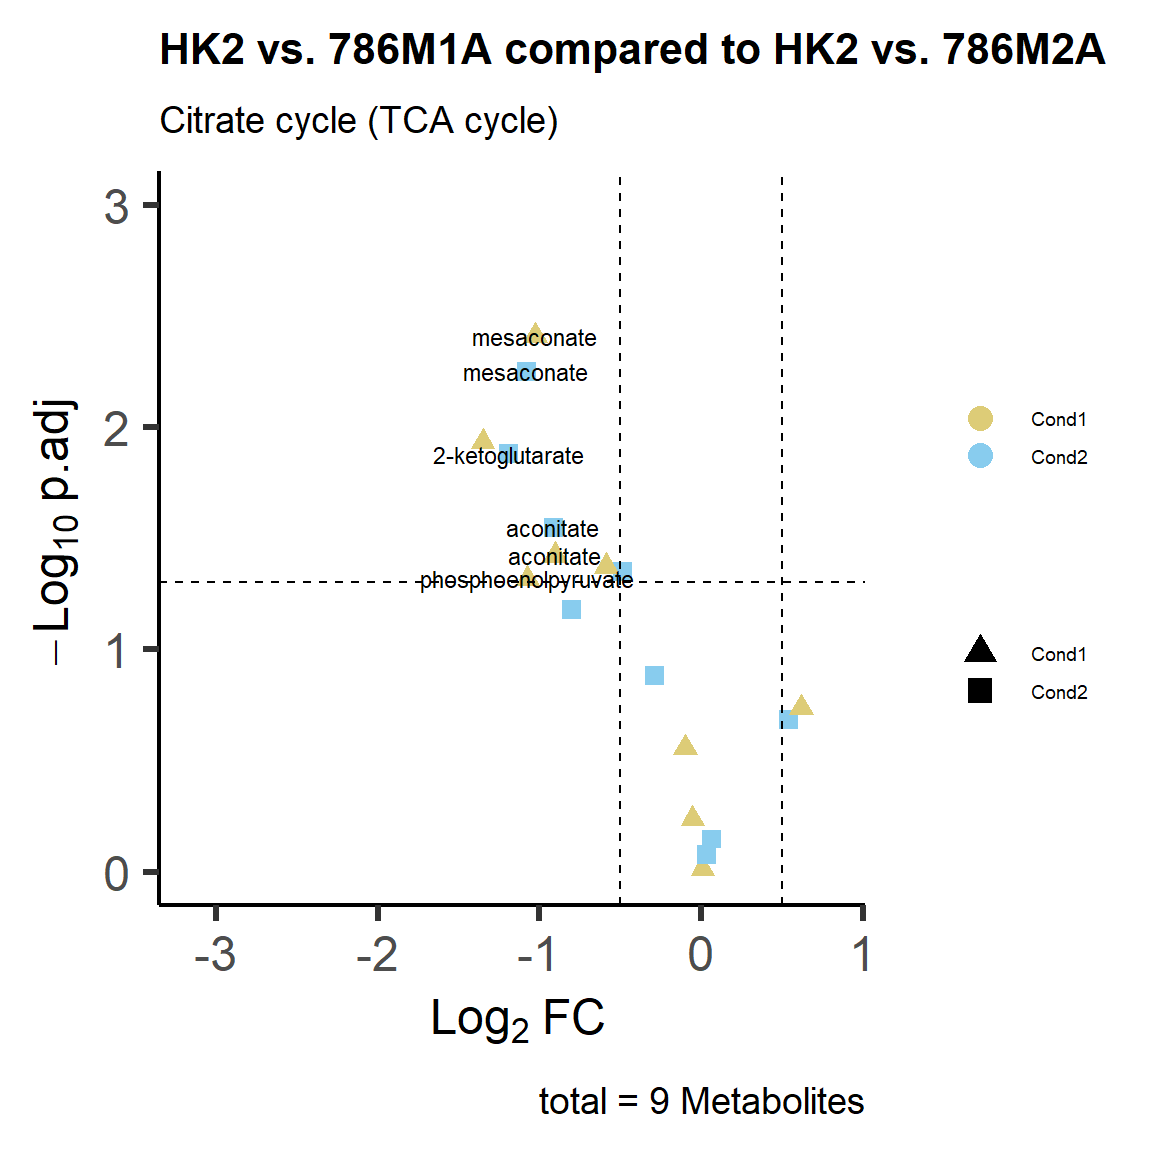 HK2 vs. 786M1A compared to HK2 vs. 786M2A
Citrate cycle (TCA cycle)
3
2
1
0
−Log10 p.adj
mesaconate
mesaconate
2-ketoglutarate
aconitate
aconitate
phosphoenolpyruvate
Cond1
Cond2
Cond1
Cond2
-3 -2 -1 0 1
Log2 FC
total = 9 Metabolites